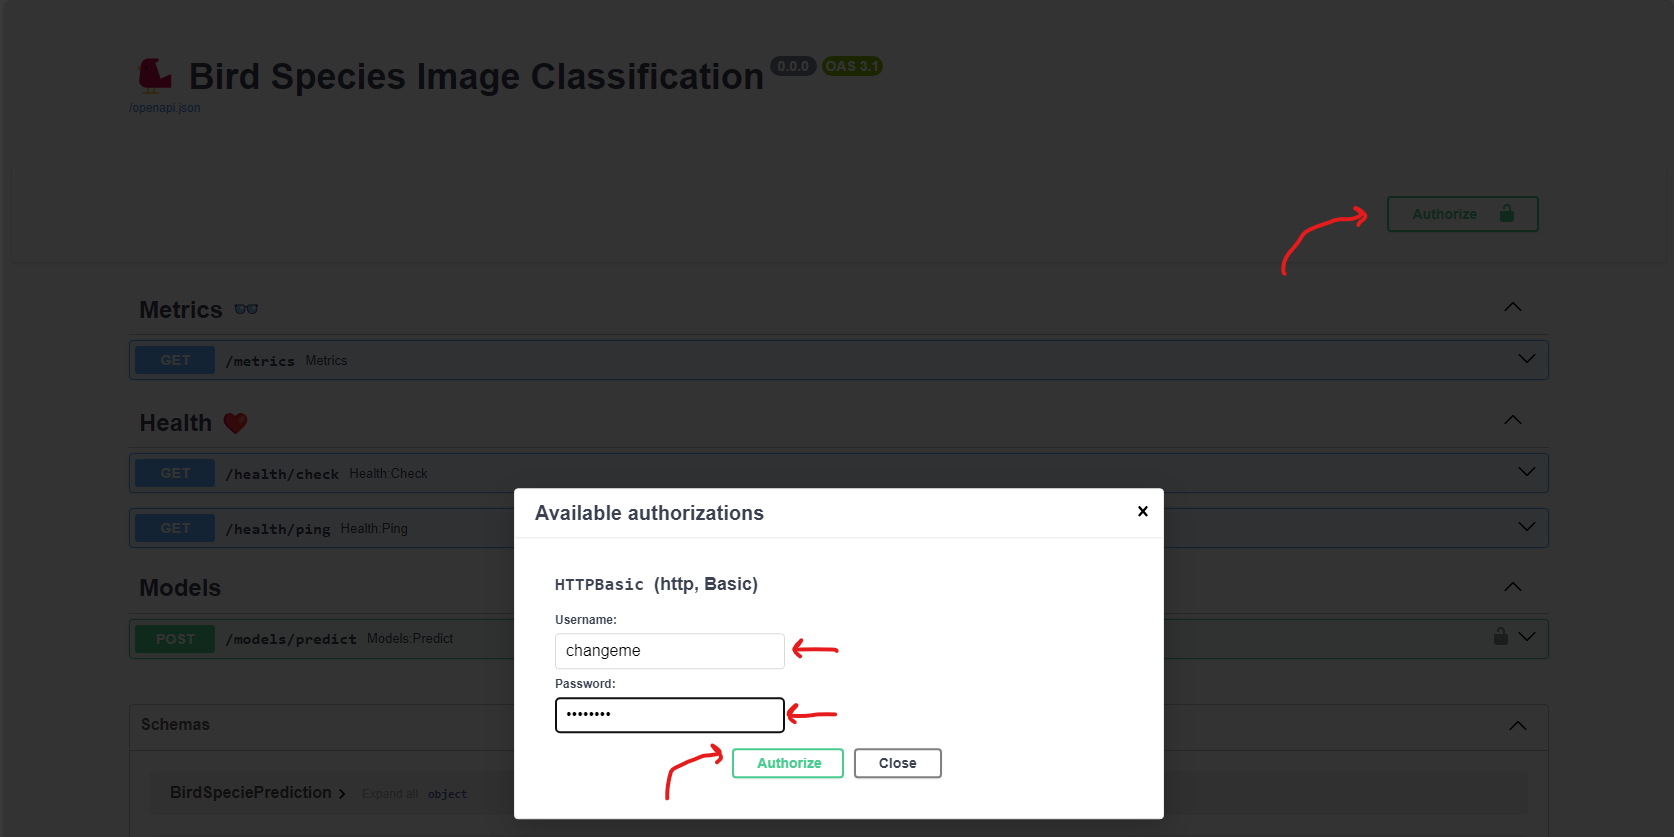 Bird Species Image Classification 0.0.0 OAS 3.1
/openapi.json
Authorize
Metrics
GET /metrics Metrics
Health
GET /health/check Health:Check
GET /health/ping Health:Ping
Models
POST /models/predict Models:Predict
Schemas
BirdSpeciePrediction Expand all object
Available authorizations
HTTPBasic (http, Basic)
Username:
changeme
Password:
••••••••
Authorize Close